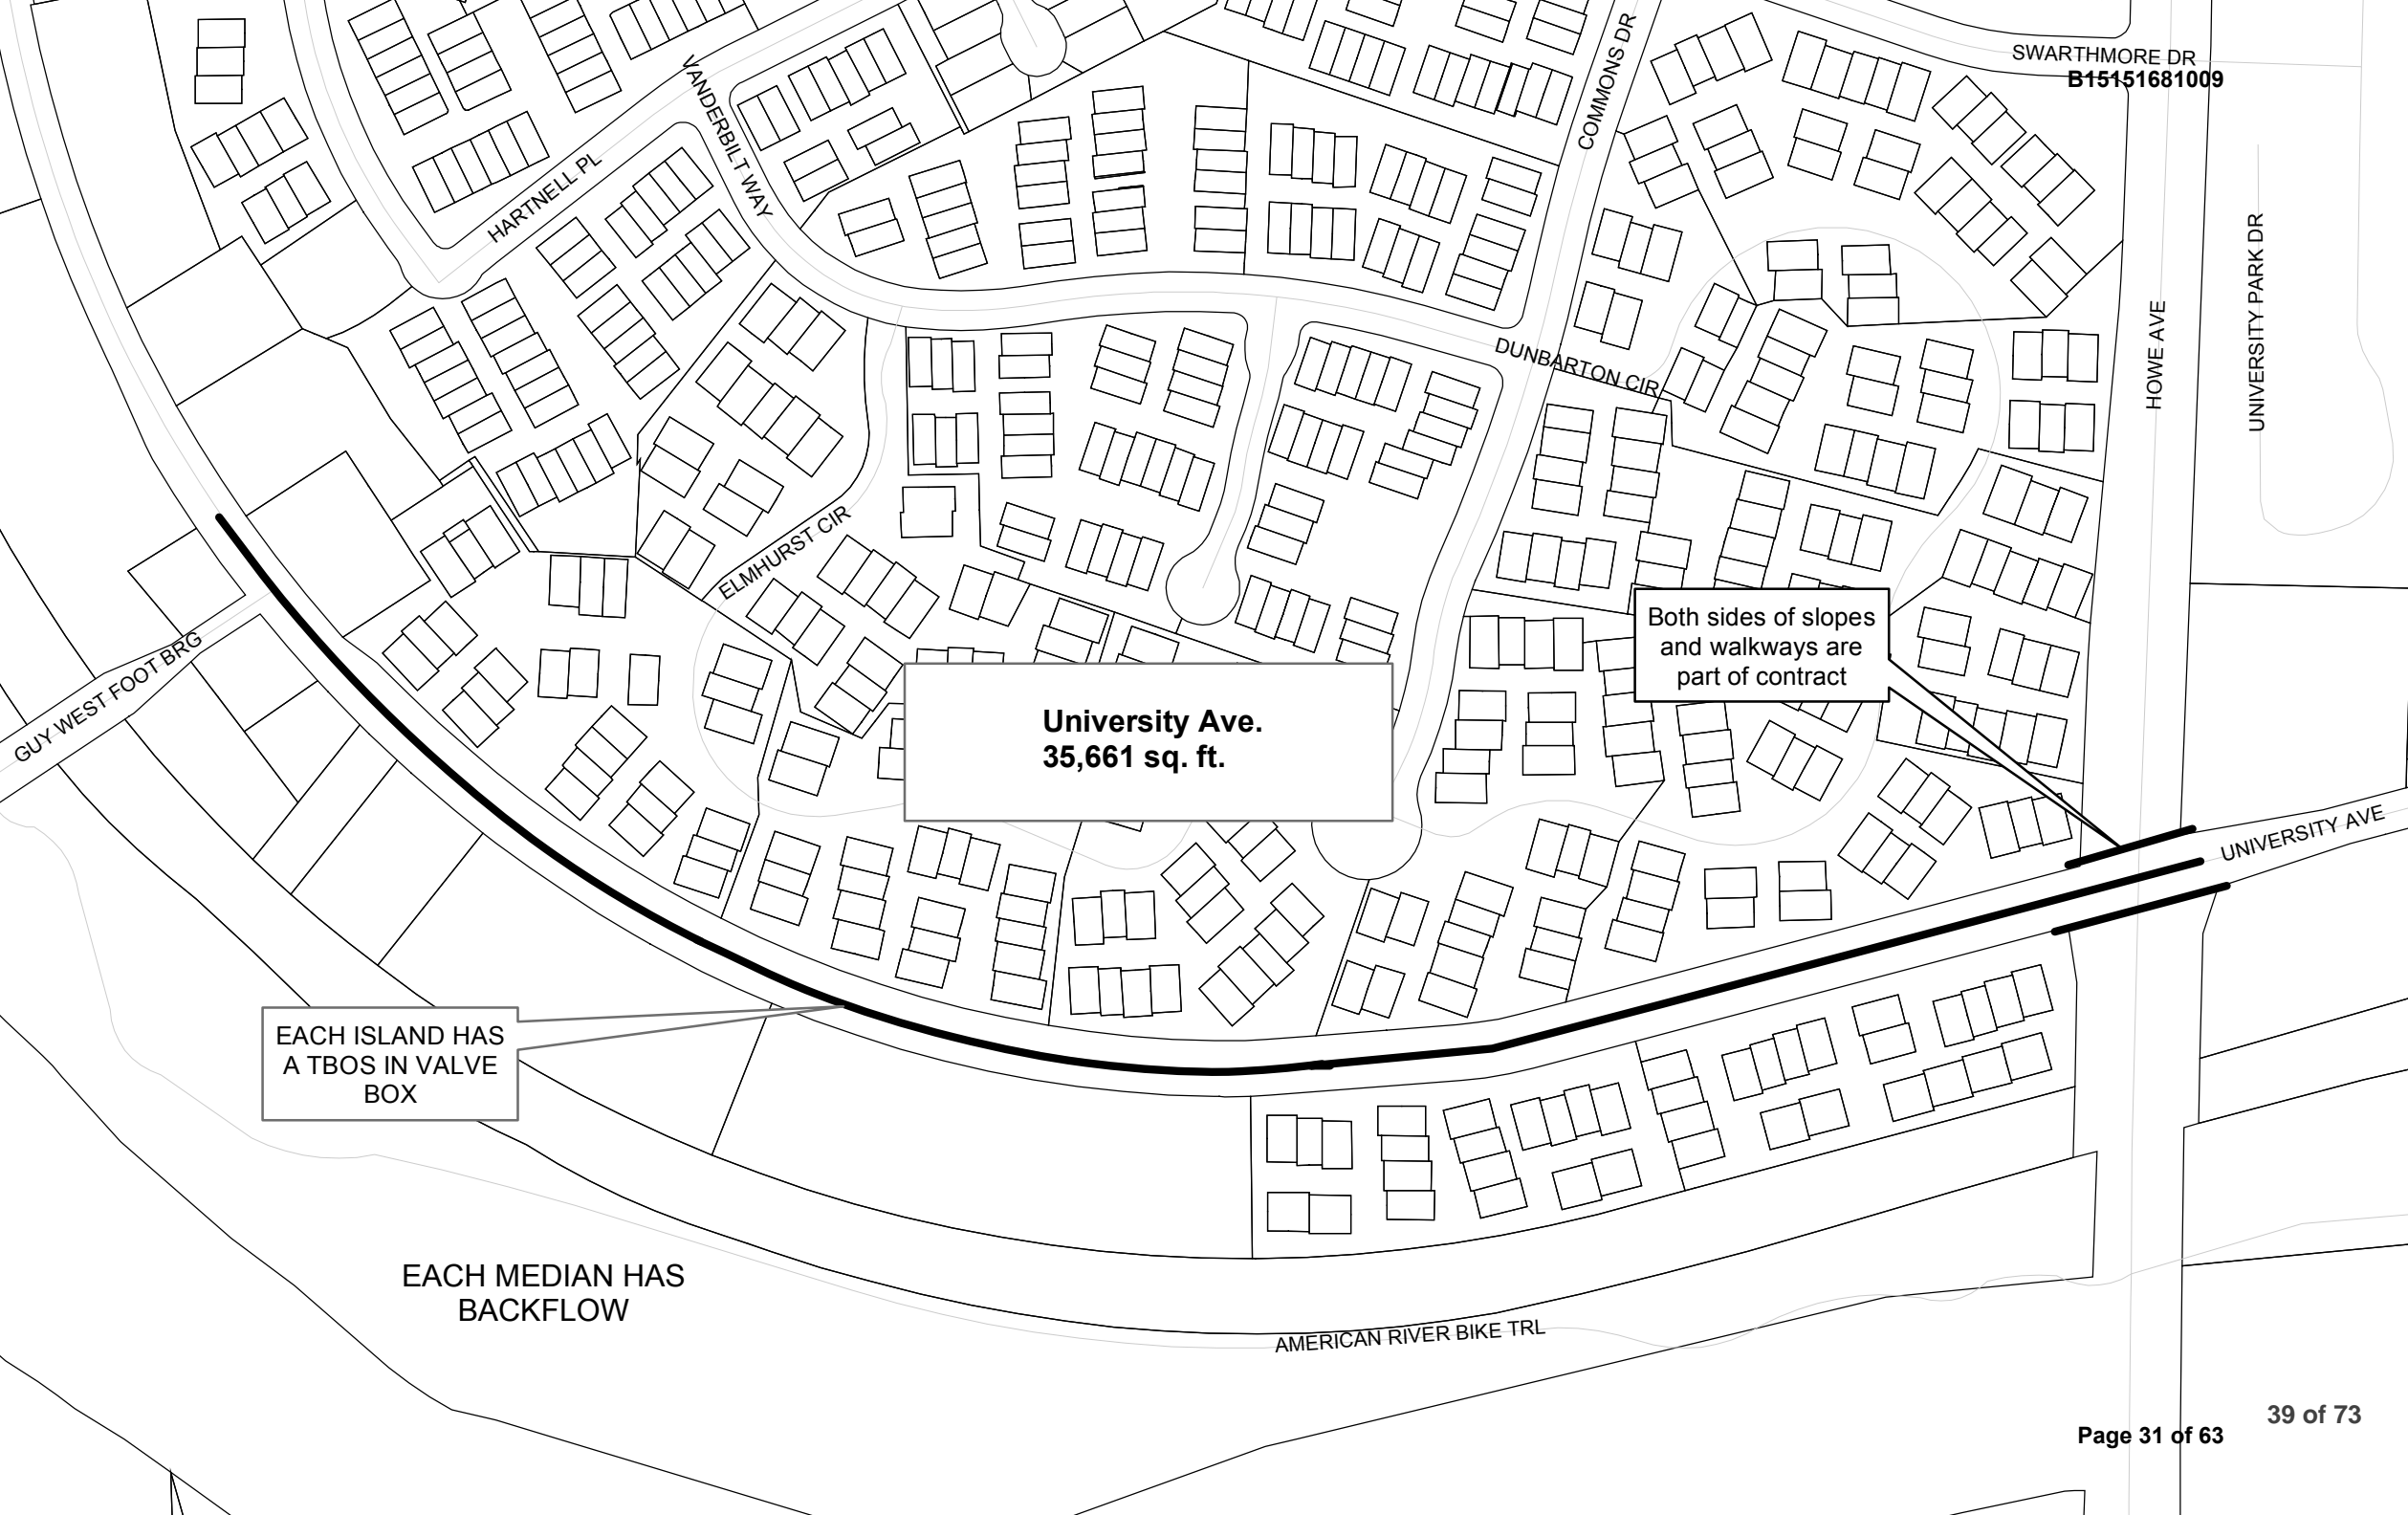 SWARTHMORE DR
B15151681009
COMMONS DR
VANDERBILT WAY
HARTNELL PL
UNIVERSITY PARK DR
HOWE AVE
DUNBARTON CIR
ELMHURST CIR
Both sides of slopes
and walkways are
part of contract
GUY WEST FOOT BRG
University Ave.
35,661 sq. ft.
UNIVERSITY AVE
EACH ISLAND HAS
A TBOS IN VALVE
BOX
EACH MEDIAN HAS
BACKFLOW
AMERICAN RIVER BIKE TRL
39 of 73
Page 31 of 63